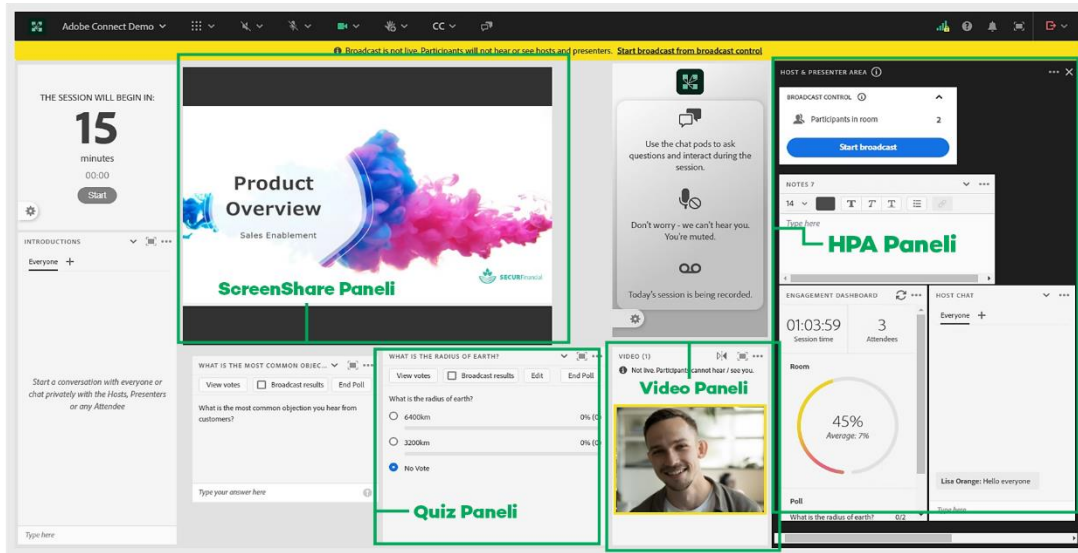 Adobe Connect Demo
CC
Broadcast is not live. Participants will not hear or see hosts and presenters. Start broadcast from broadcast control
THE SESSION WILL BEGIN IN:
15
minutes
00:00
Start
INTRODUCTIONS
Everyone +
Start a conversation with everyone or
chat privately with the Hosts, Presenters
or any Attendee
Type here
Product
Overview
Sales Enablement
SECURFinancial
ScreenShare Paneli
WHAT IS THE MOST COMMON OBJEC...
View votes Broadcast results End Poll
What is the most common objection you hear from
customers?
Type your answer here
WHAT IS THE RADIUS OF EARTH?
View votes Broadcast results Edit End Poll
What is the radius of earth?
6400km 0% (0)
3200km 0% (0)
No Vote
Quiz Paneli
Use the chat pods to ask
questions and interact during the
session.
Don't worry - we can't hear you.
You're muted.
Today's session is being recorded.
VIDEO (1)
Not live. Participants cannot hear / see you.
Video Paneli
HOST & PRESENTER AREA
BROADCAST CONTROL
Participants in room 2
Start broadcast
NOTES 7
14 T T T
Type here
HPA Paneli
ENGAGEMENT DASHBOARD
01:03:59 3
Session time Attendees
Room
45%
Average: 7%
Poll
What is the radius of earth? 0/2
HOST CHAT
Everyone +
Lisa Orange: Hello everyone
Type here